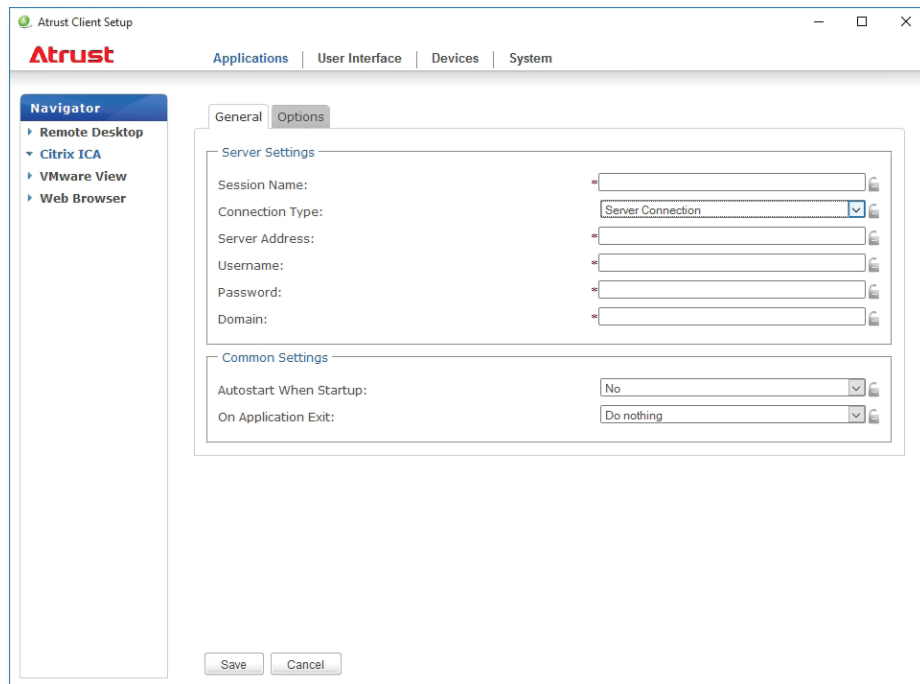 Atrust Client Setup
Atrust
Applications User Interface Devices System
Navigator
Remote Desktop
Citrix ICA
VMware View
Web Browser
General Options
Server Settings
Session Name: *
Connection Type: Server Connection
Server Address: *
Username: *
Password: *
Domain: *
Common Settings
Autostart When Startup: No
On Application Exit: Do nothing
Save Cancel